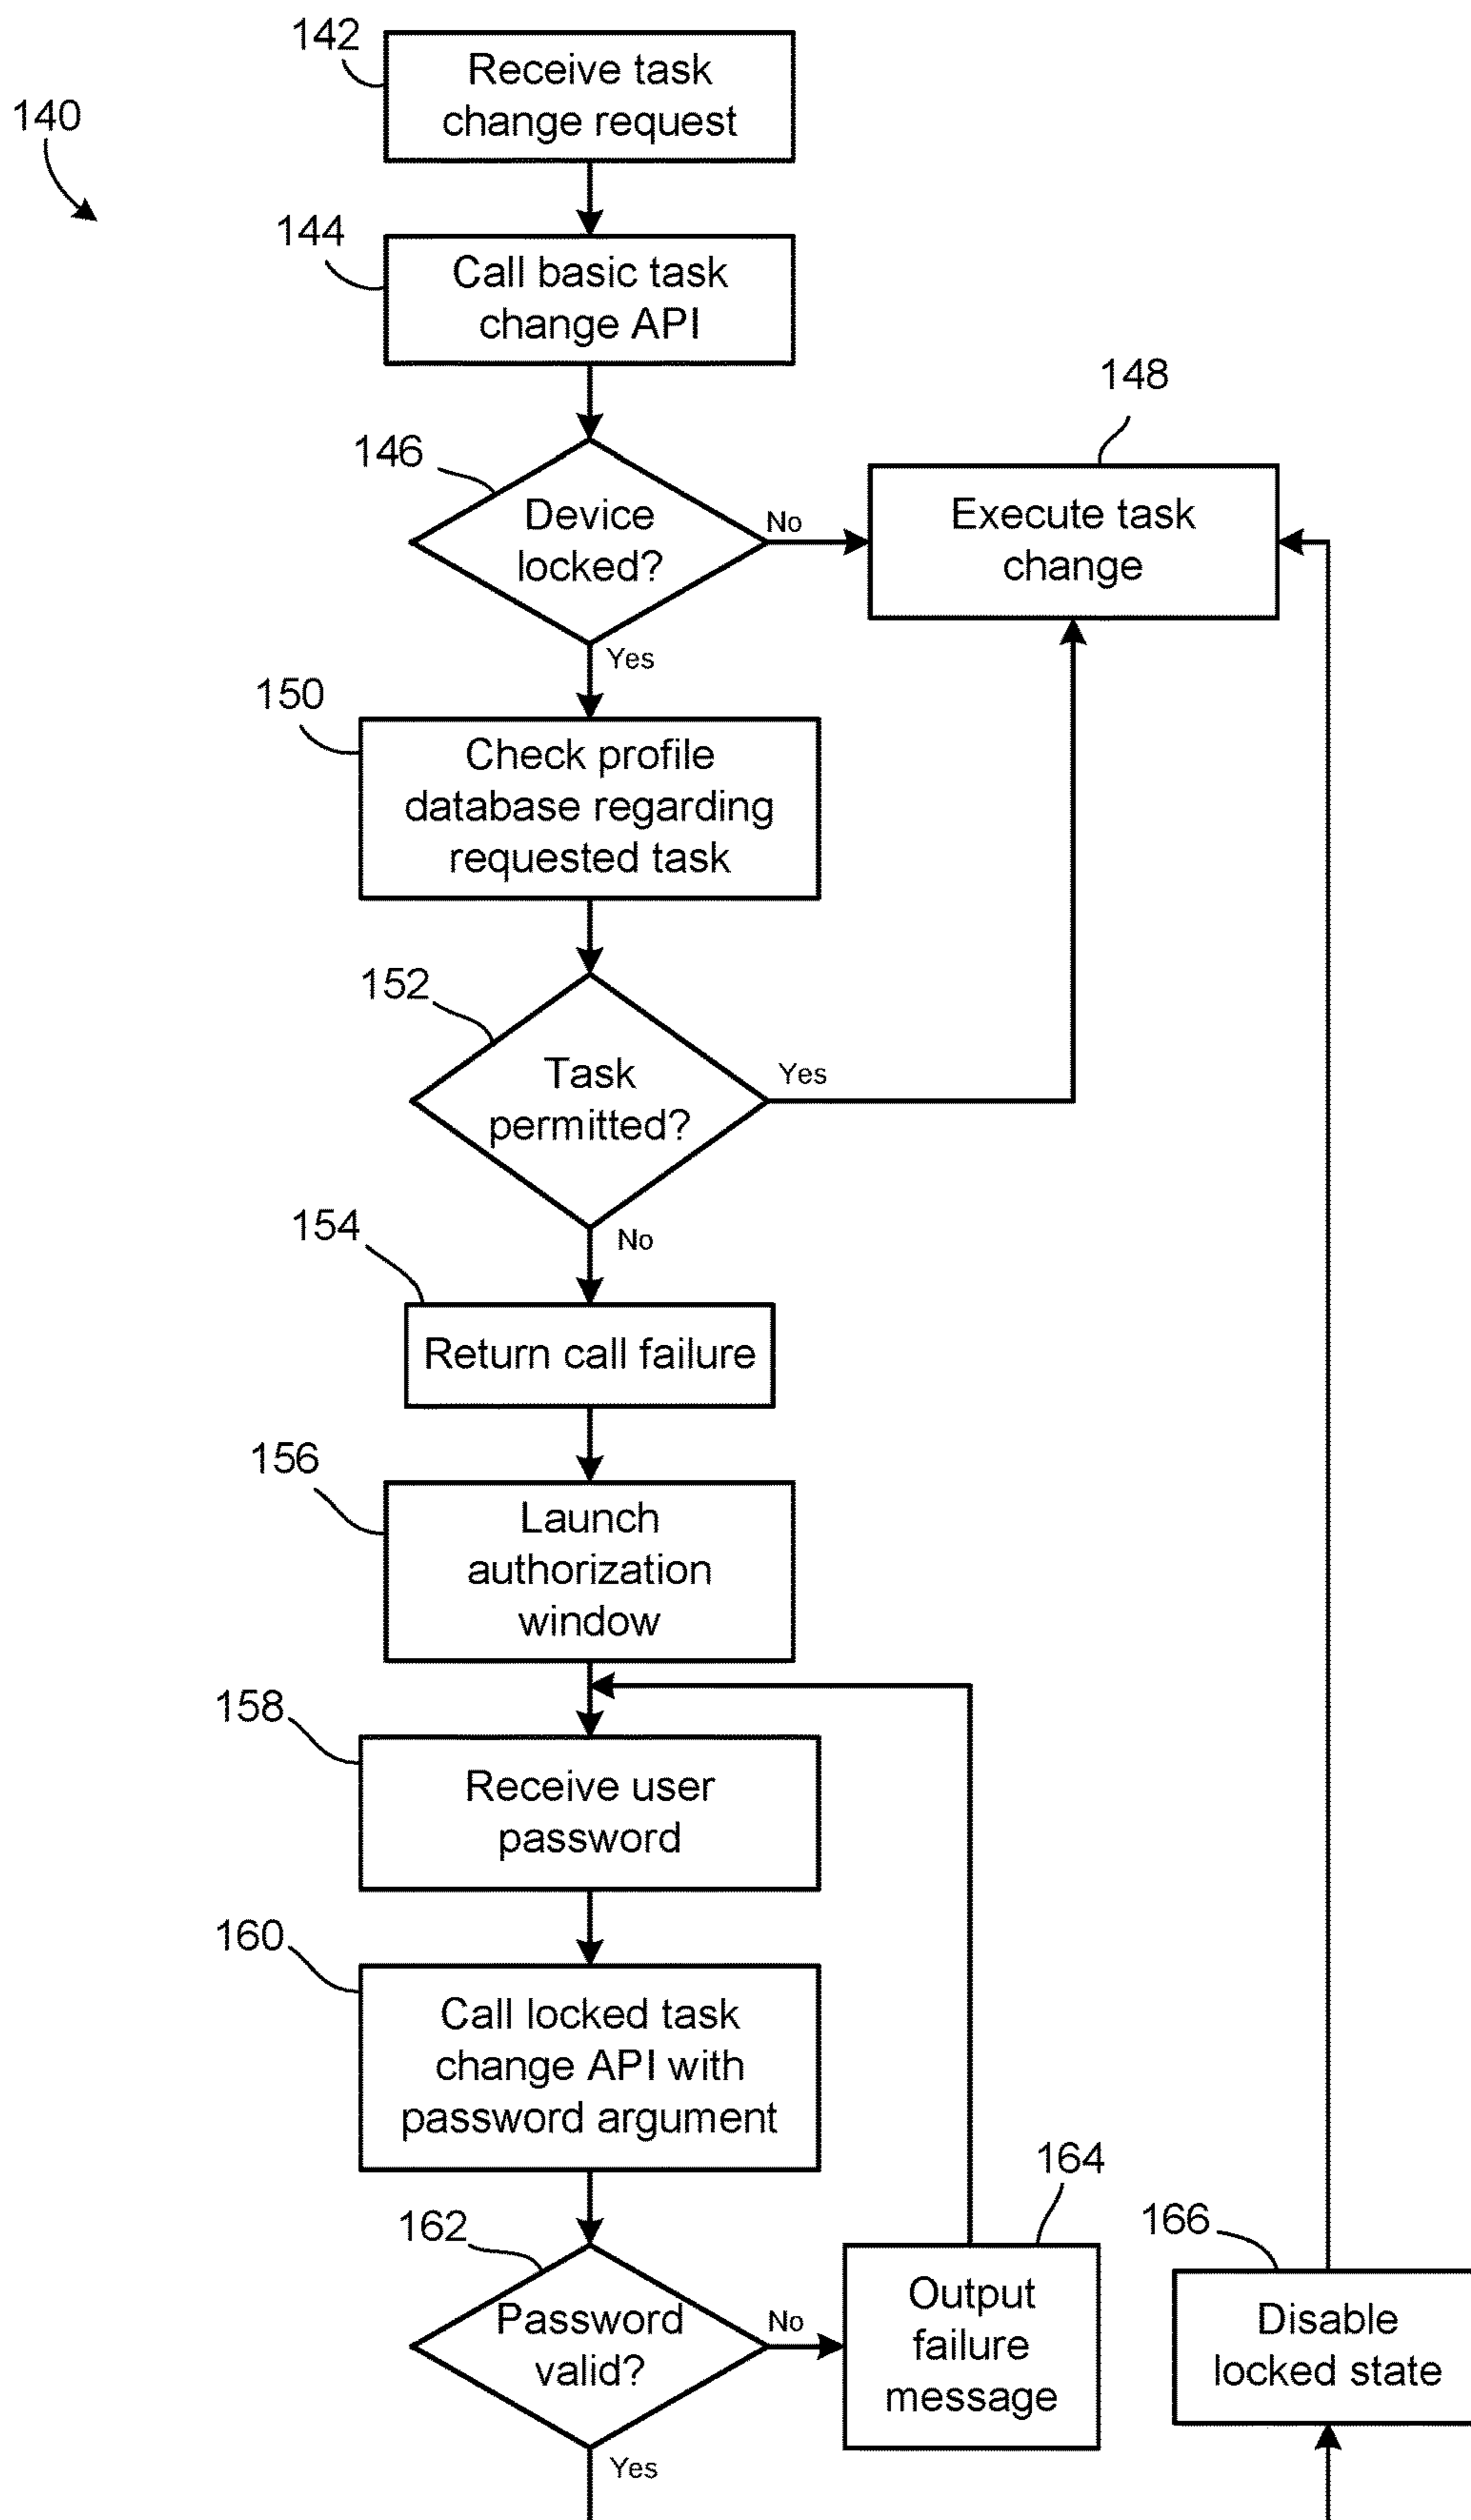 142
Receive task
change request
140
144
Call basic task
change API
148
146
Device
locked?
No
Execute task
change
Yes
150
Check profile
database regarding
requested task
152
Task
permitted?
Yes
154
No
Return call failure
156
Launch
authorization
window
158
Receive user
password
160
Call locked task
change API with
password argument
164
162
166
Password
valid?
No
Output
failure
message
Disable
locked state
Yes